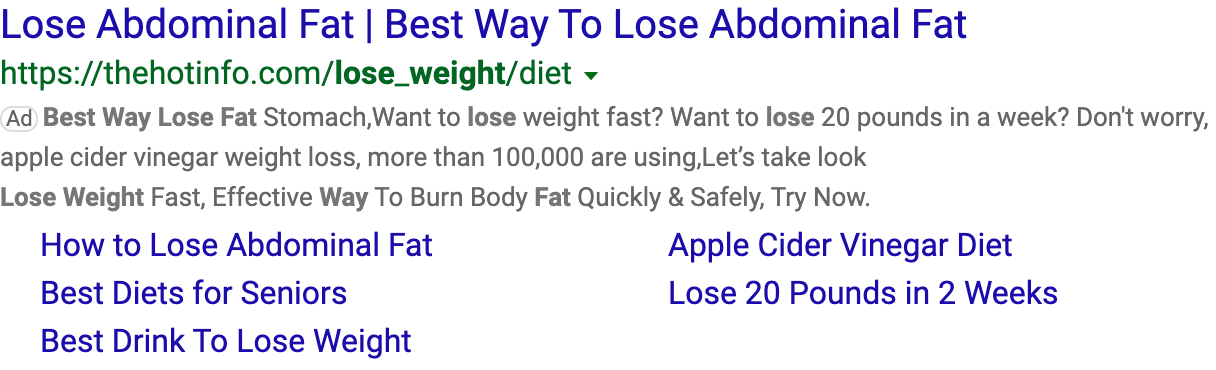 Lose Abdominal Fat | Best Way To Lose Abdominal Fat
https://thehotinfo.com/lose_weight/diet
Ad Best Way Lose Fat Stomach,Want to lose weight fast? Want to lose 20 pounds in a week? Don't worry,
apple cider vinegar weight loss, more than 100,000 are using,Let’s take look
Lose Weight Fast, Effective Way To Burn Body Fat Quickly & Safely, Try Now.
How to Lose Abdominal Fat
Apple Cider Vinegar Diet
Best Diets for Seniors
Lose 20 Pounds in 2 Weeks
Best Drink To Lose Weight